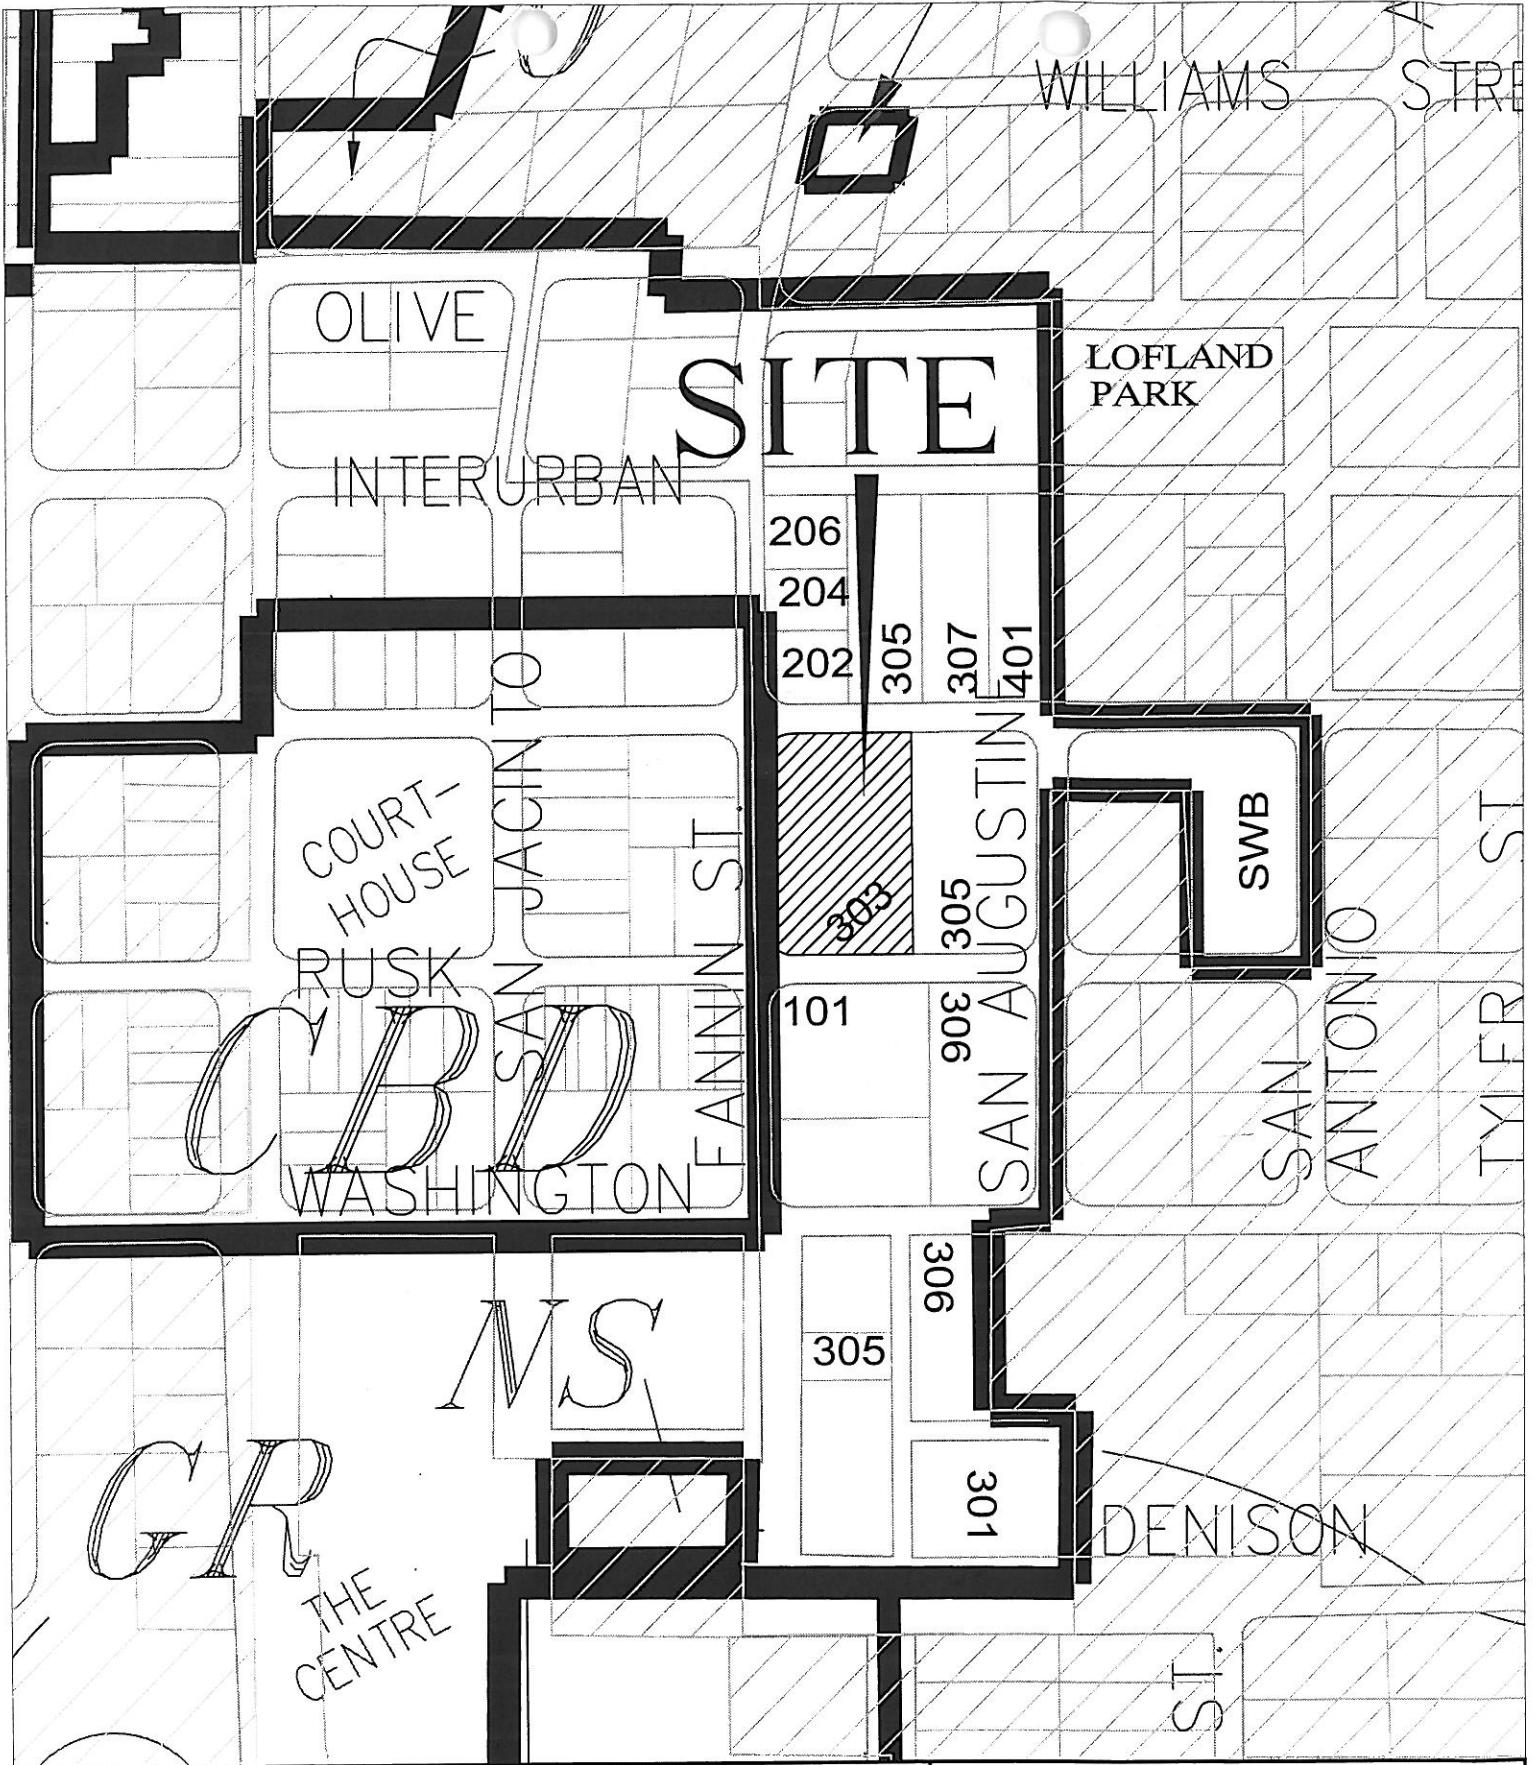 WILLIAMS STRE
OLIVE
SITE
LOFLAND
PARK
INTERURBAN
206
204
202
305
307
401
COURT-
HOUSE
SAN JACINTO
FANNIN ST.
303
305
SAN AUGUSTINE
SWB
SAN
ANTONIO
TYLER ST
RUSK
CBD
101
306
WASHINGTON
NS
305
306
GR
301
DENISON
THE
CENTRE
ST.